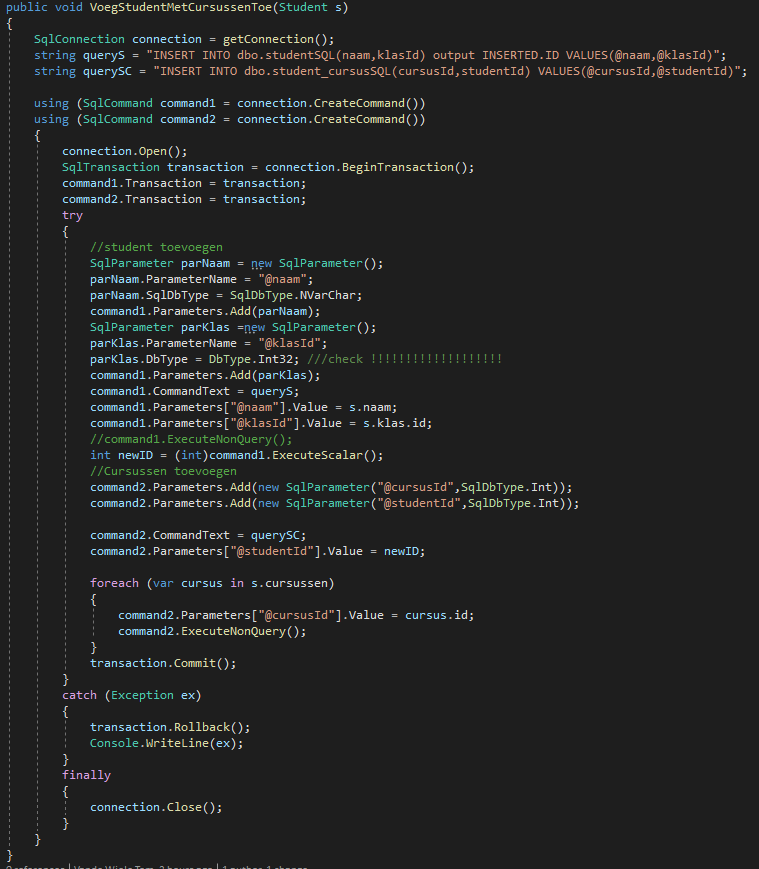 public void VoegStudentMetCursussenToe(Student s)
{
    SqlConnection connection = getConnection();
    string queryS = "INSERT INTO dbo.studentSQL(naam,klasId) output INSERTED.ID VALUES(@naam,@klasId)";
    string querySC = "INSERT INTO dbo.student_cursusSQL(cursusId,studentId) VALUES(@cursusId,@studentId)";

    using (SqlCommand command1 = connection.CreateCommand())
    using (SqlCommand command2 = connection.CreateCommand())
    {
        connection.Open();
        SqlTransaction transaction = connection.BeginTransaction();
        command1.Transaction = transaction;
        command2.Transaction = transaction;
        try
        {
            //student toevoegen
            SqlParameter parNaam = new SqlParameter();
            parNaam.ParameterName = "@naam";
            parNaam.SqlDbType = SqlDbType.NVarChar;
            command1.Parameters.Add(parNaam);
            SqlParameter parKlas =new SqlParameter();
            parKlas.ParameterName = "@klasId";
            parKlas.DbType = DbType.Int32; ///check !!!!!!!!!!!!!!!!!!!
            command1.Parameters.Add(parKlas);
            command1.CommandText = queryS;
            command1.Parameters["@naam"].Value = s.naam;
            command1.Parameters["@klasId"].Value = s.klas.id;
            //command1.ExecuteNonQuery();
            int newID = (int)command1.ExecuteScalar();
            //Cursussen toevoegen
            command2.Parameters.Add(new SqlParameter("@cursusId",SqlDbType.Int));
            command2.Parameters.Add(new SqlParameter("@studentId",SqlDbType.Int));

            command2.CommandText = querySC;
            command2.Parameters["@studentId"].Value = newID;

            foreach (var cursus in s.cursussen)
            {
                command2.Parameters["@cursusId"].Value = cursus.id;
                command2.ExecuteNonQuery();
            }
            transaction.Commit();
        }
        catch (Exception ex)
        {
            transaction.Rollback();
            Console.WriteLine(ex);
        }
        finally
        {
            connection.Close();
        }
    }
}